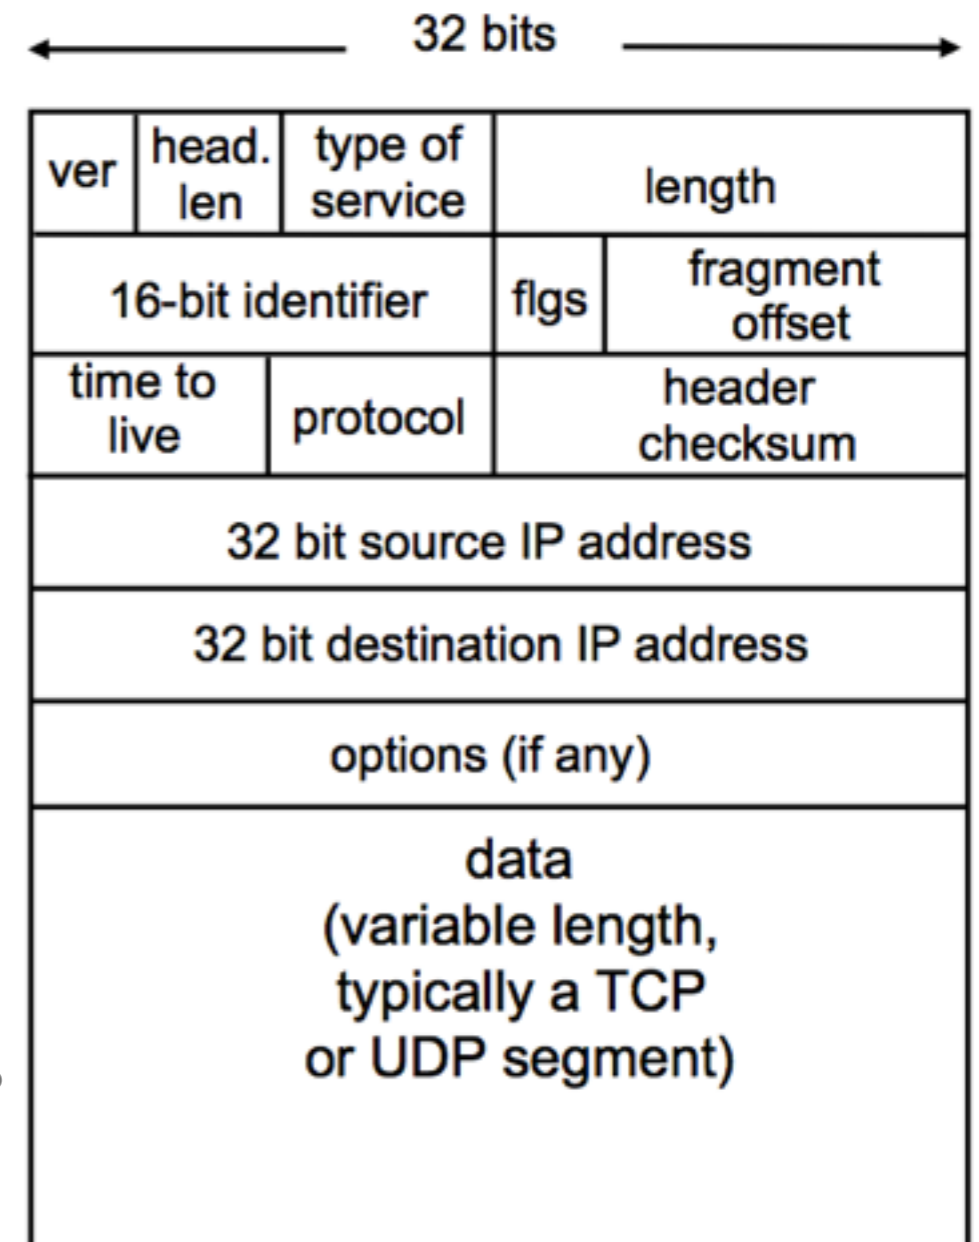 32 bits
ver
head.
len
type of
service
length
16-bit identifier
flgs
fragment
offset
time to
live
protocol
header
checksum
32 bit source IP address
32 bit destination IP address
options (if any)
data
(variable length,
typically a TCP
or UDP segment)